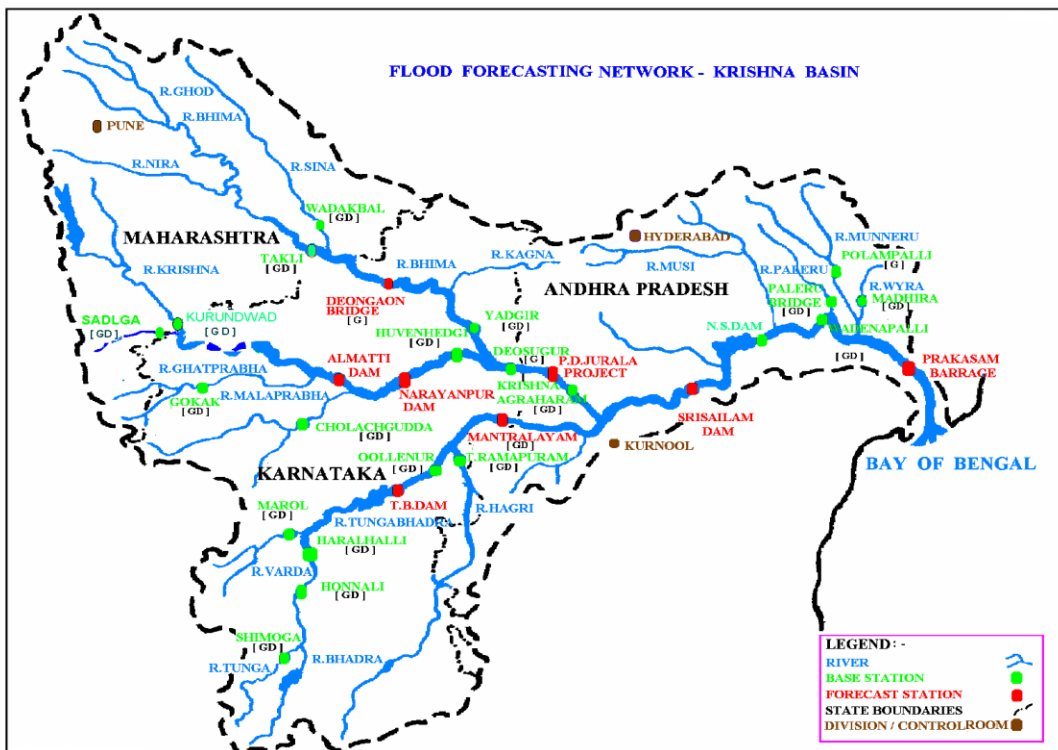 FLOOD FORECASTING NETWORK - KRISHNA BASIN
R.GHOD
R.BHIMA
PUNE
R.NIRA
R.SINA
WADAKBAL
[ GD ]
MAHARASHTRA
TAKLI
[ GD ]
R.BHIMA
R.KAGNA
HYDERABAD
R.MUSI
R.MUNNERU
POLAMPALLI
[ G ]
R.PALERU
R.WYRA
MADHIRA
[ GD ]
PALERU
BRIDGE
[ GD ]
ANDHRA PRADESH
R.KRISHNA
DEONGAON
BRIDGE
[ G ]
SADLGA
[ GD ]
KURUNDWAD
[ G D ]
YADGIR
[ GD ]
HUVENHEDGI
[ GD ]
N.S.DAM
MADENAPALLI
[ GD ]
DEOSUGUR
[ G ]
P.D.JURALA
PROJECT
PRAKASAM
BARRAGE
R.GHATPRABHA
ALMATTI
DAM
R.MALAPRABHA
NARAYANPUR
DAM
KRISHNA
AGRAHARAM
[ GD ]
GOKAK
[ GD ]
SRISAILAM
DAM
CHOLACHGUDDA
[ GD ]
MANTRALAYAM
[ GD ]
KURNOOL
OOLLENUR
[ GD ]
T.RAMAPURAM
[ GD ]
BAY OF BENGAL
KARNATAKA
T.B.DAM
R.HAGRI
MAROL
[ GD ]
R.TUNGABHADRA
HARALHALLI
[ GD ]
R.VARDA
HONNALI
[ GD ]
SHIMOGA
[ GD ]
R.TUNGA
R.BHADRA
LEGEND: -
RIVER
BASE STATION
FORECAST STATION
STATE BOUNDARIES
DIVISION / CONTROLROOM